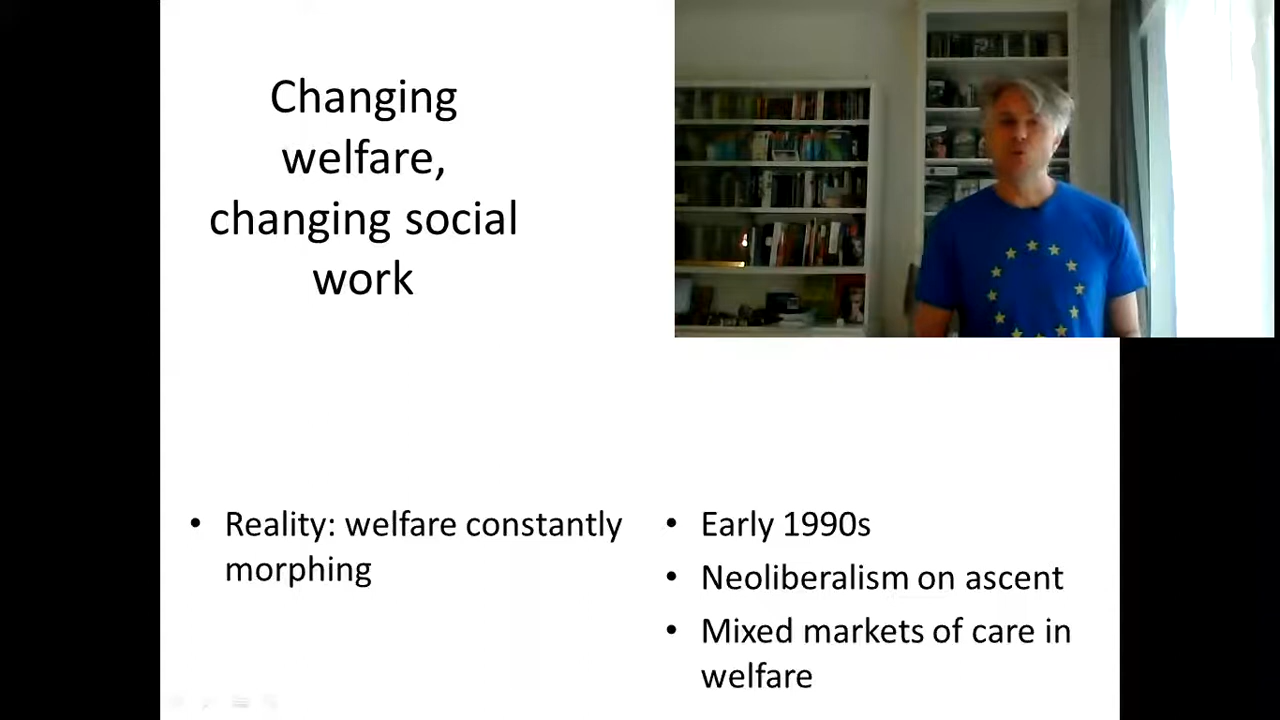 Changing
welfare,
changing social
work
• Reality: welfare constantly
morphing
• Early 1990s
• Neoliberalism on ascent
• Mixed markets of care in
welfare